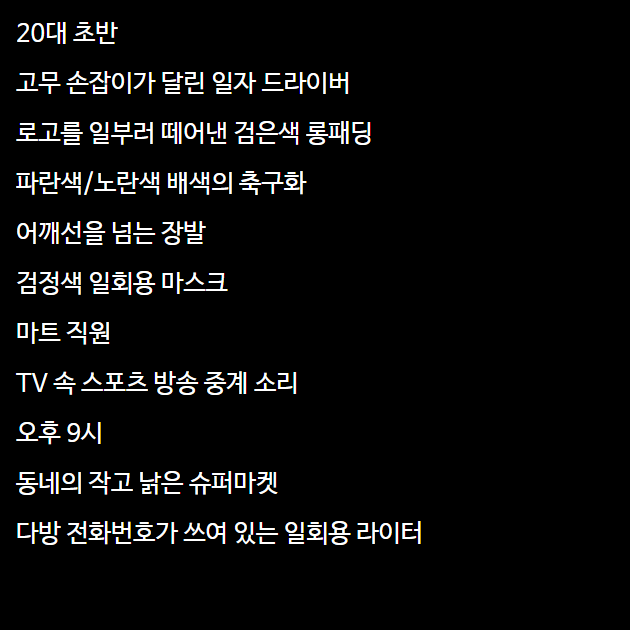 20대 초반
고무 손잡이가 달린 일자 드라이버
로고를 일부러 떼어낸 검은색 롱패딩
파란색/노란색 배색의 축구화
어깨선을 넘는 장발
검정색 일회용 마스크
마트 직원
TV 속 스포츠 방송 중계 소리
오후 9시
동네의 작고 낡은 슈퍼마켓
다방 전화번호가 쓰여 있는 일회용 라이터